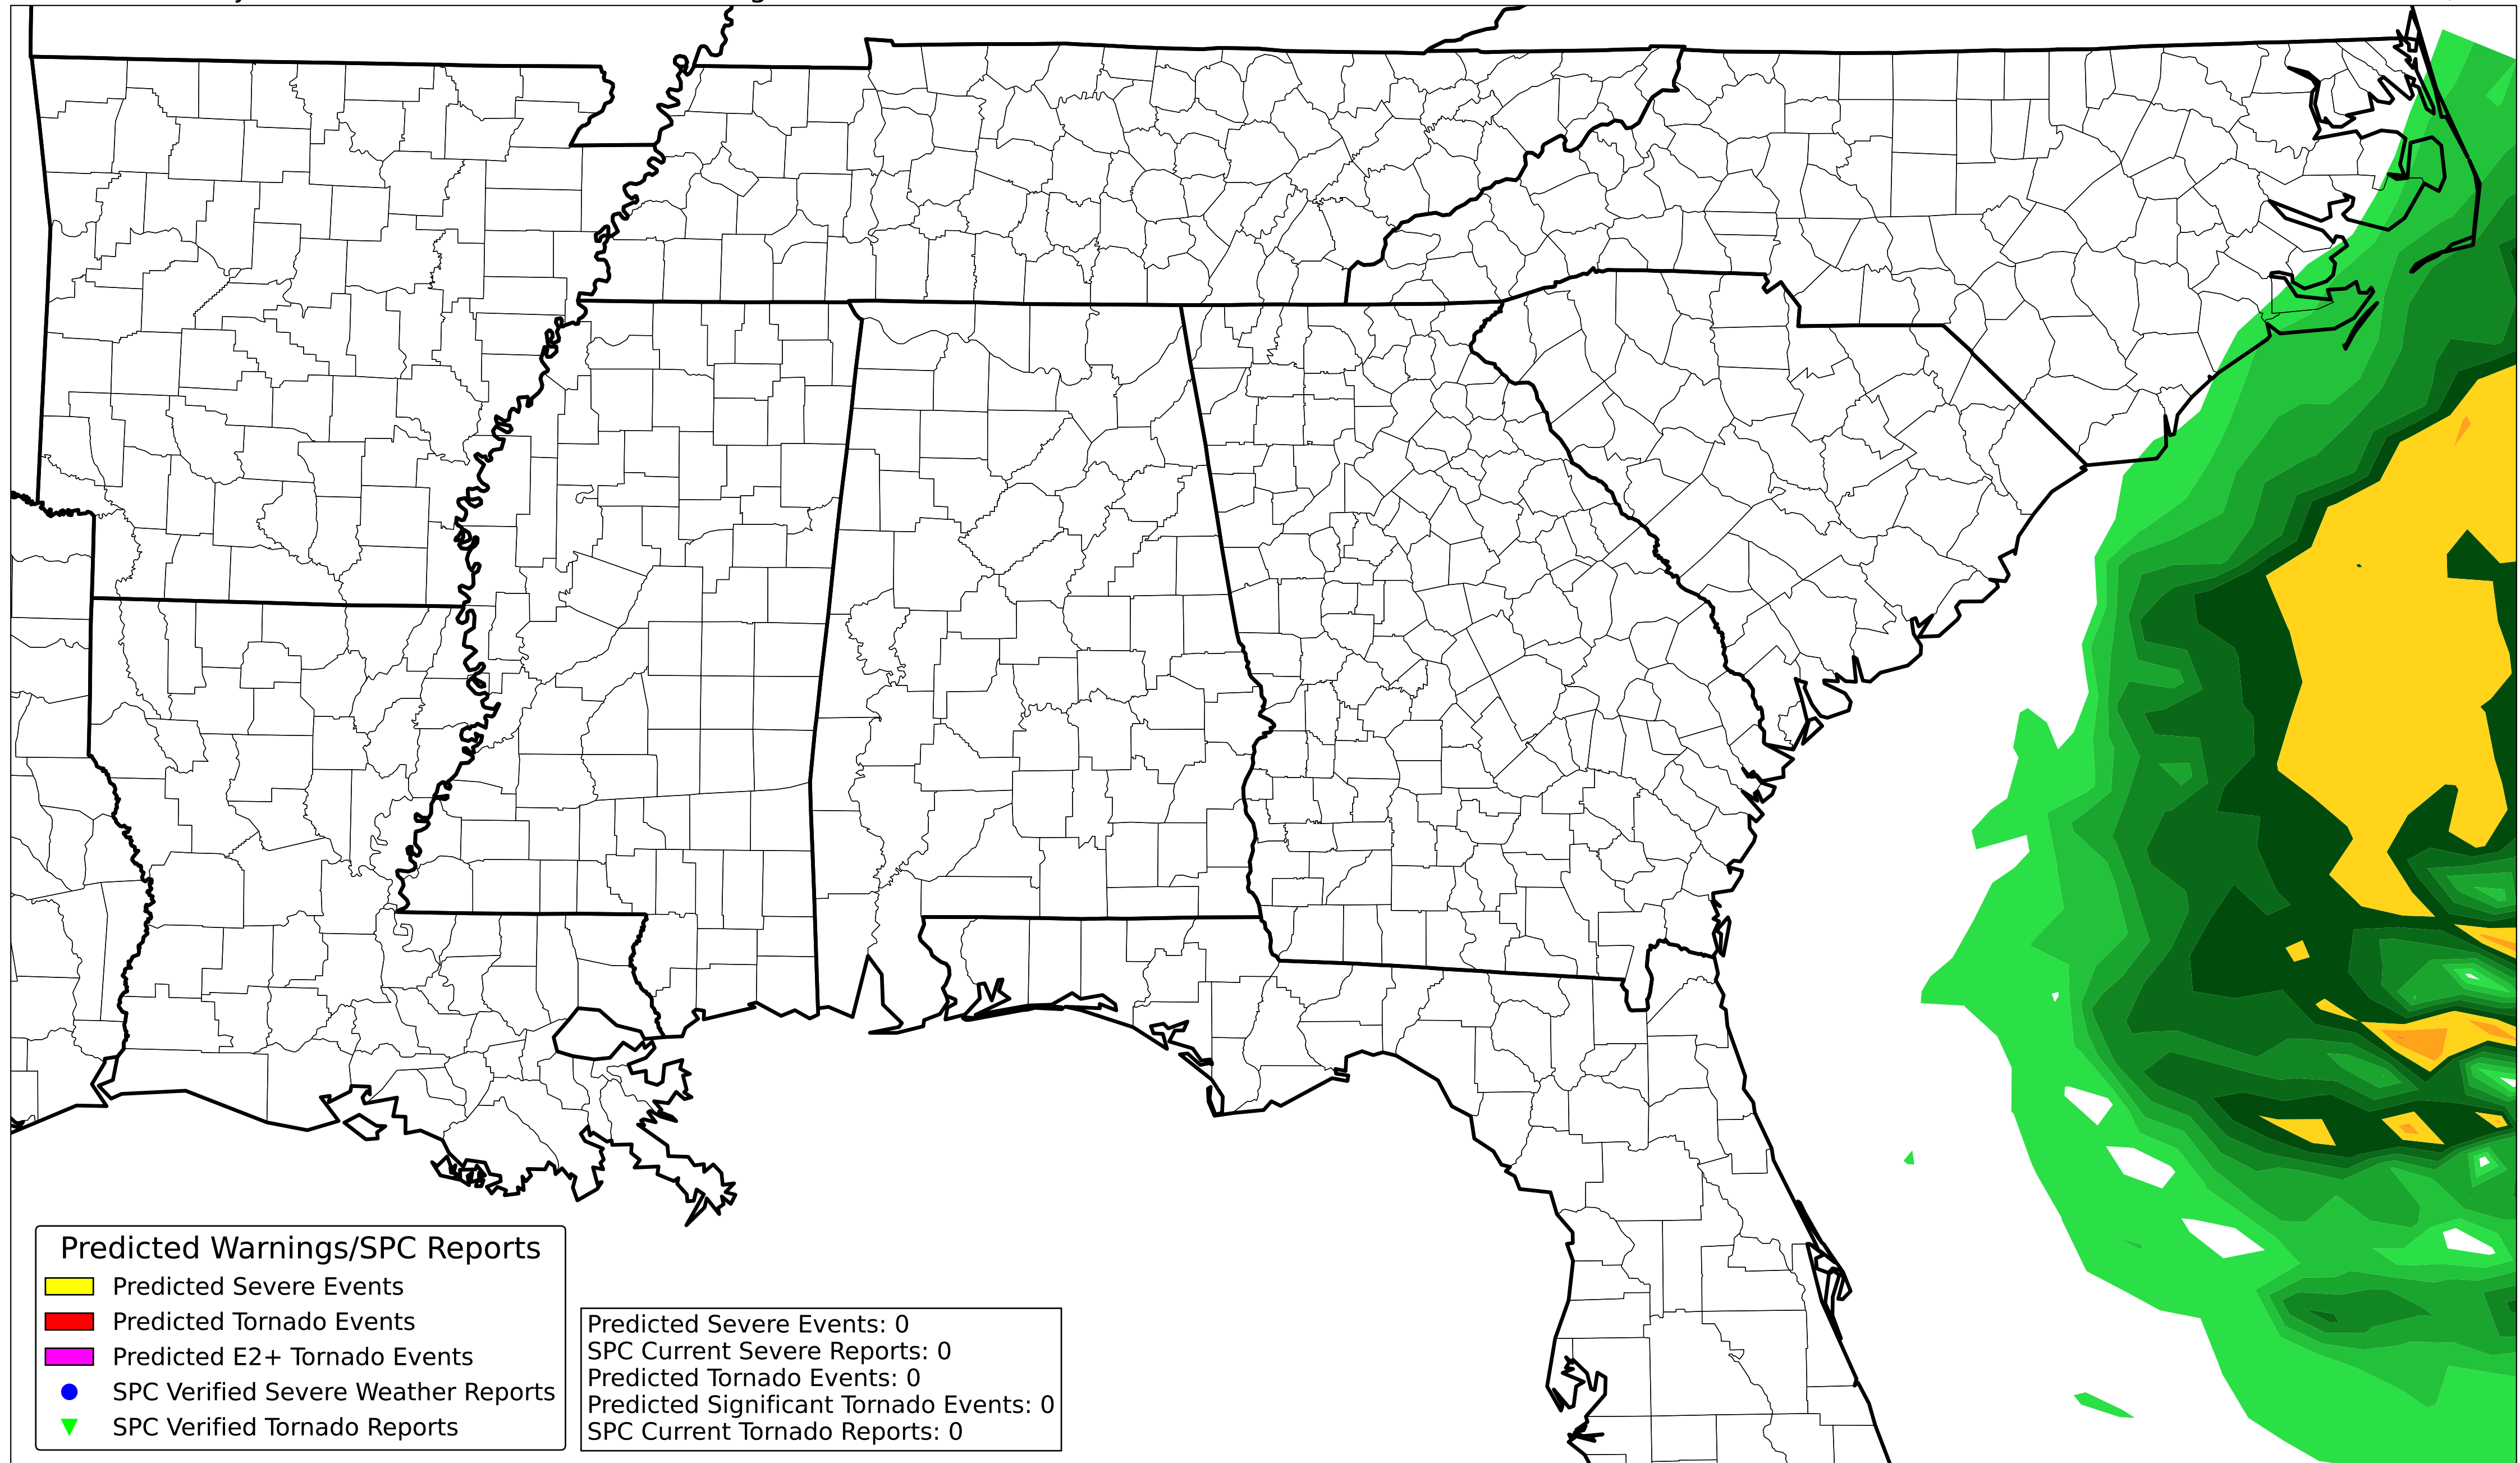 Predicted Warnings/SPC Reports
Predicted Severe Events
Predicted Tornado Events
Predicted E2+ Tornado Events
SPC Verified Severe Weather Reports
SPC Verified Tornado Reports
Predicted Severe Events: 0
SPC Current Severe Reports: 0
Predicted Tornado Events: 0
Predicted Significant Tornado Events: 0
SPC Current Tornado Reports: 0